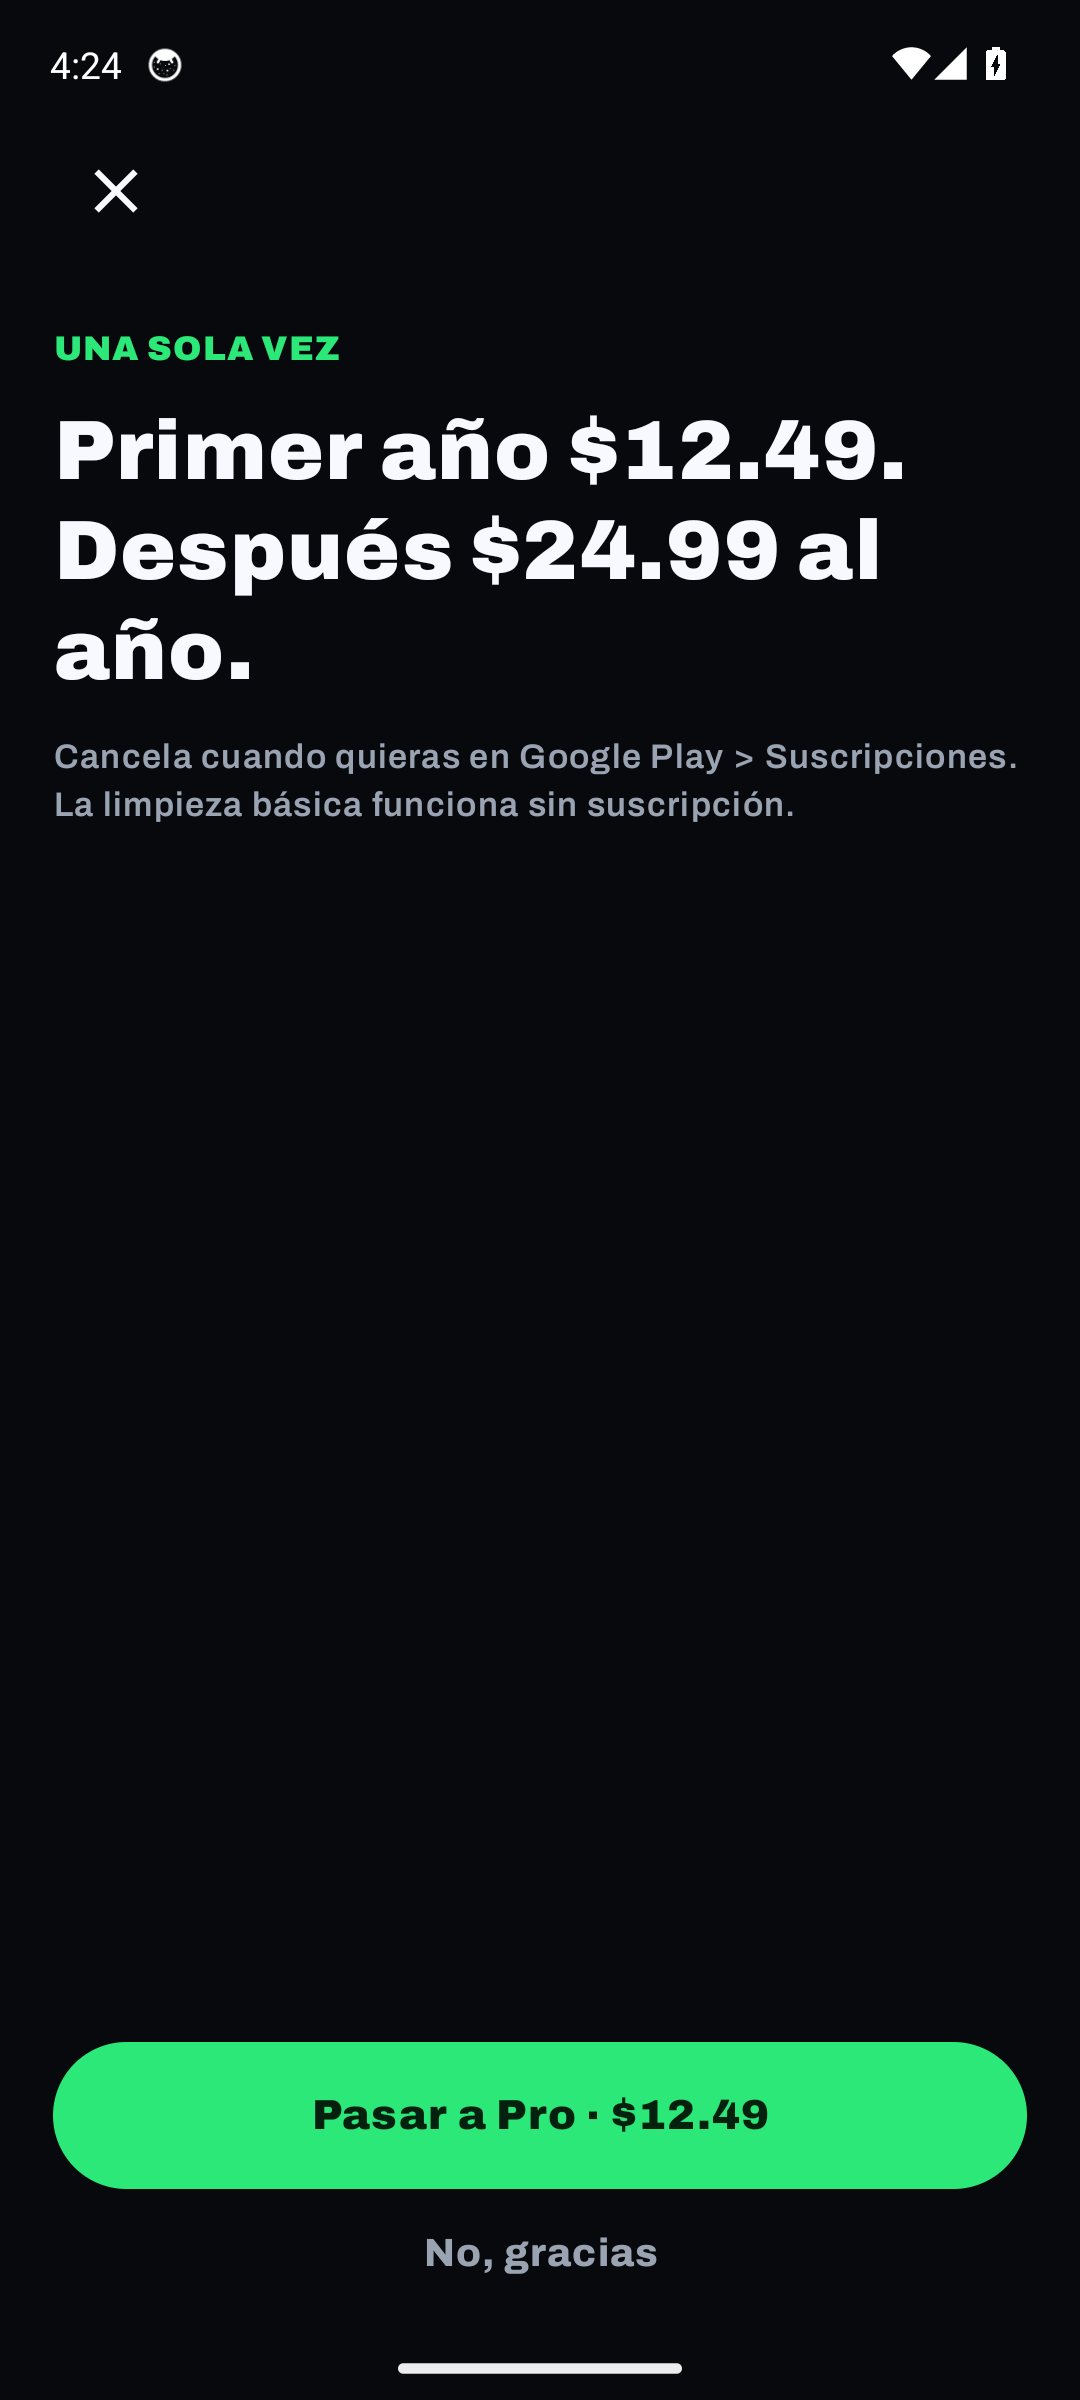 4:24
UNA SOLA VEZ
Primer año $12.49.
Después $24.99 al
año.
Cancela cuando quieras en Google Play > Suscripciones.
La limpieza básica funciona sin suscripción.
Pasar a Pro · $12.49
No, gracias